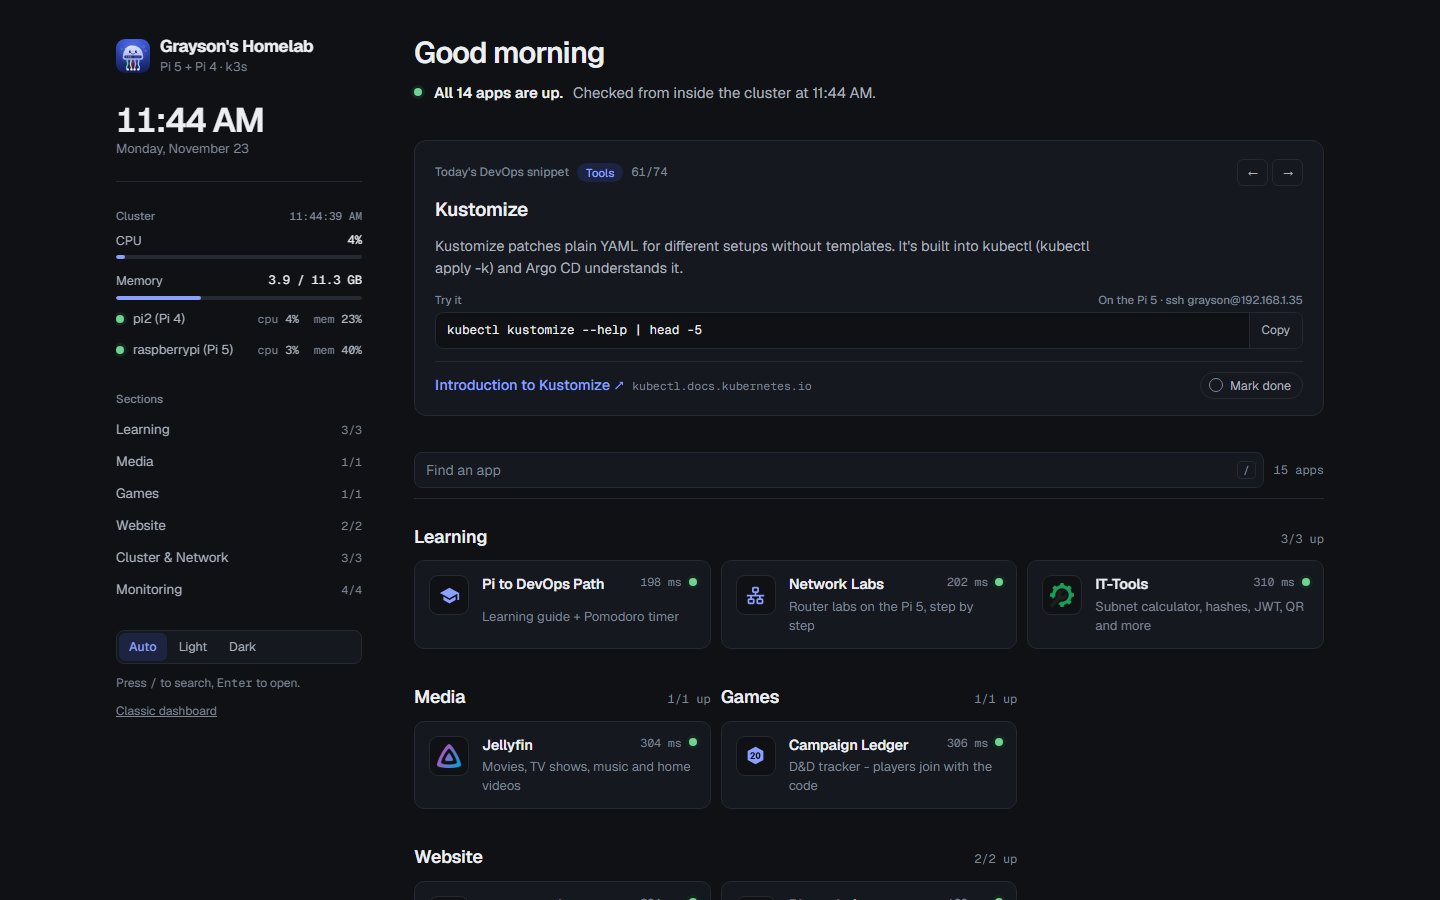 Grayson's Homelab
Pi 5 + Pi 4 · k3s
11:44 AM
Monday, November 23
Cluster 11:44:39 AM
CPU 4%
Memory 3.9 / 11.3 GB
pi2 (Pi 4) cpu 4% mem 23%
raspberrypi (Pi 5) cpu 3% mem 40%
Sections
Learning 3/3
Media 1/1
Games 1/1
Website 2/2
Cluster & Network 3/3
Monitoring 4/4
Auto Light Dark
Press / to search, Enter to open.
Classic dashboard
Good morning
All 14 apps are up. Checked from inside the cluster at 11:44 AM.
Today's DevOps snippet Tools 61/74 ← →
Kustomize
Kustomize patches plain YAML for different setups without templates. It's built into kubectl (kubectl
apply -k) and Argo CD understands it.
Try it On the Pi 5 · ssh grayson@192.168.1.35
kubectl kustomize --help | head -5 Copy
Introduction to Kustomize ↗ kubectl.docs.kubernetes.io Mark done
Find an app / 15 apps
Learning 3/3 up
Pi to DevOps Path 198 ms
Learning guide + Pomodoro timer
Network Labs 202 ms
Router labs on the Pi 5, step by
step
IT-Tools 310 ms
Subnet calculator, hashes, JWT, QR
and more
Media 1/1 up
Jellyfin 304 ms
Movies, TV shows, music and home
videos
Games 1/1 up
20
Campaign Ledger 306 ms
D&D tracker - players join with the
code
Website 2/2 up